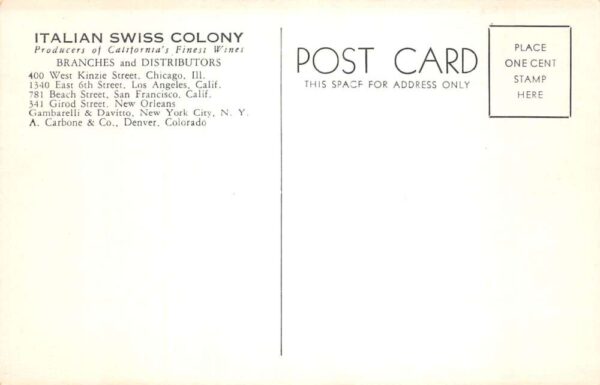 ITALIAN SWISS COLONY
Producers of California's Finest Wines
BRANCHES and DISTRIBUTORS
400 West Kinzie Street, Chicago, Ill.
1340 East 6th Street, Los Angeles, Calif.
781 Beach Street, San Francisco, Calif.
341 Girod Street, New Orleans
Gambarelli & Davitto, New York City, N. Y.
A. Carbone & Co., Denver, Colorado
POST CARD
THIS SPACE FOR ADDRESS ONLY
PLACE
ONE CENT
STAMP
HERE